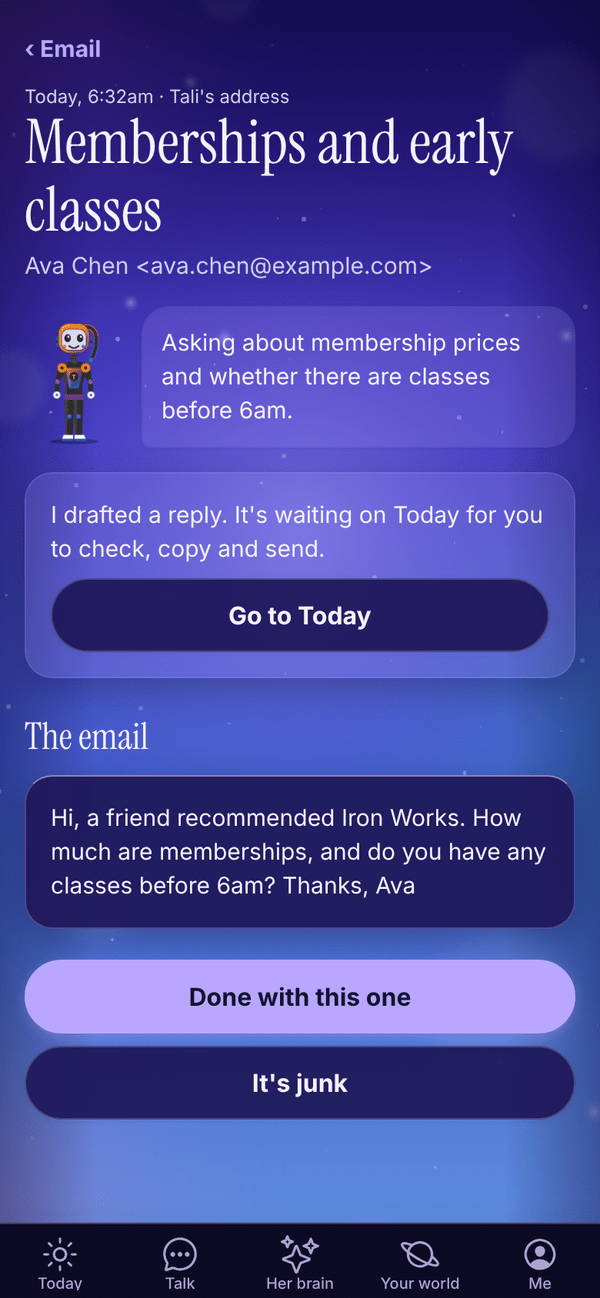 ‹ Email
Today, 6:32am · Tali's address
Memberships and early
classes
Ava Chen <ava.chen@example.com>
Asking about membership prices
and whether there are classes
before 6am.
I drafted a reply. It's waiting on Today for you
to check, copy and send.
Go to Today
The email
Hi, a friend recommended Iron Works. How
much are memberships, and do you have any
classes before 6am? Thanks, Ava
Done with this one
It's junk
Today
Talk
Her brain
Your world
Me